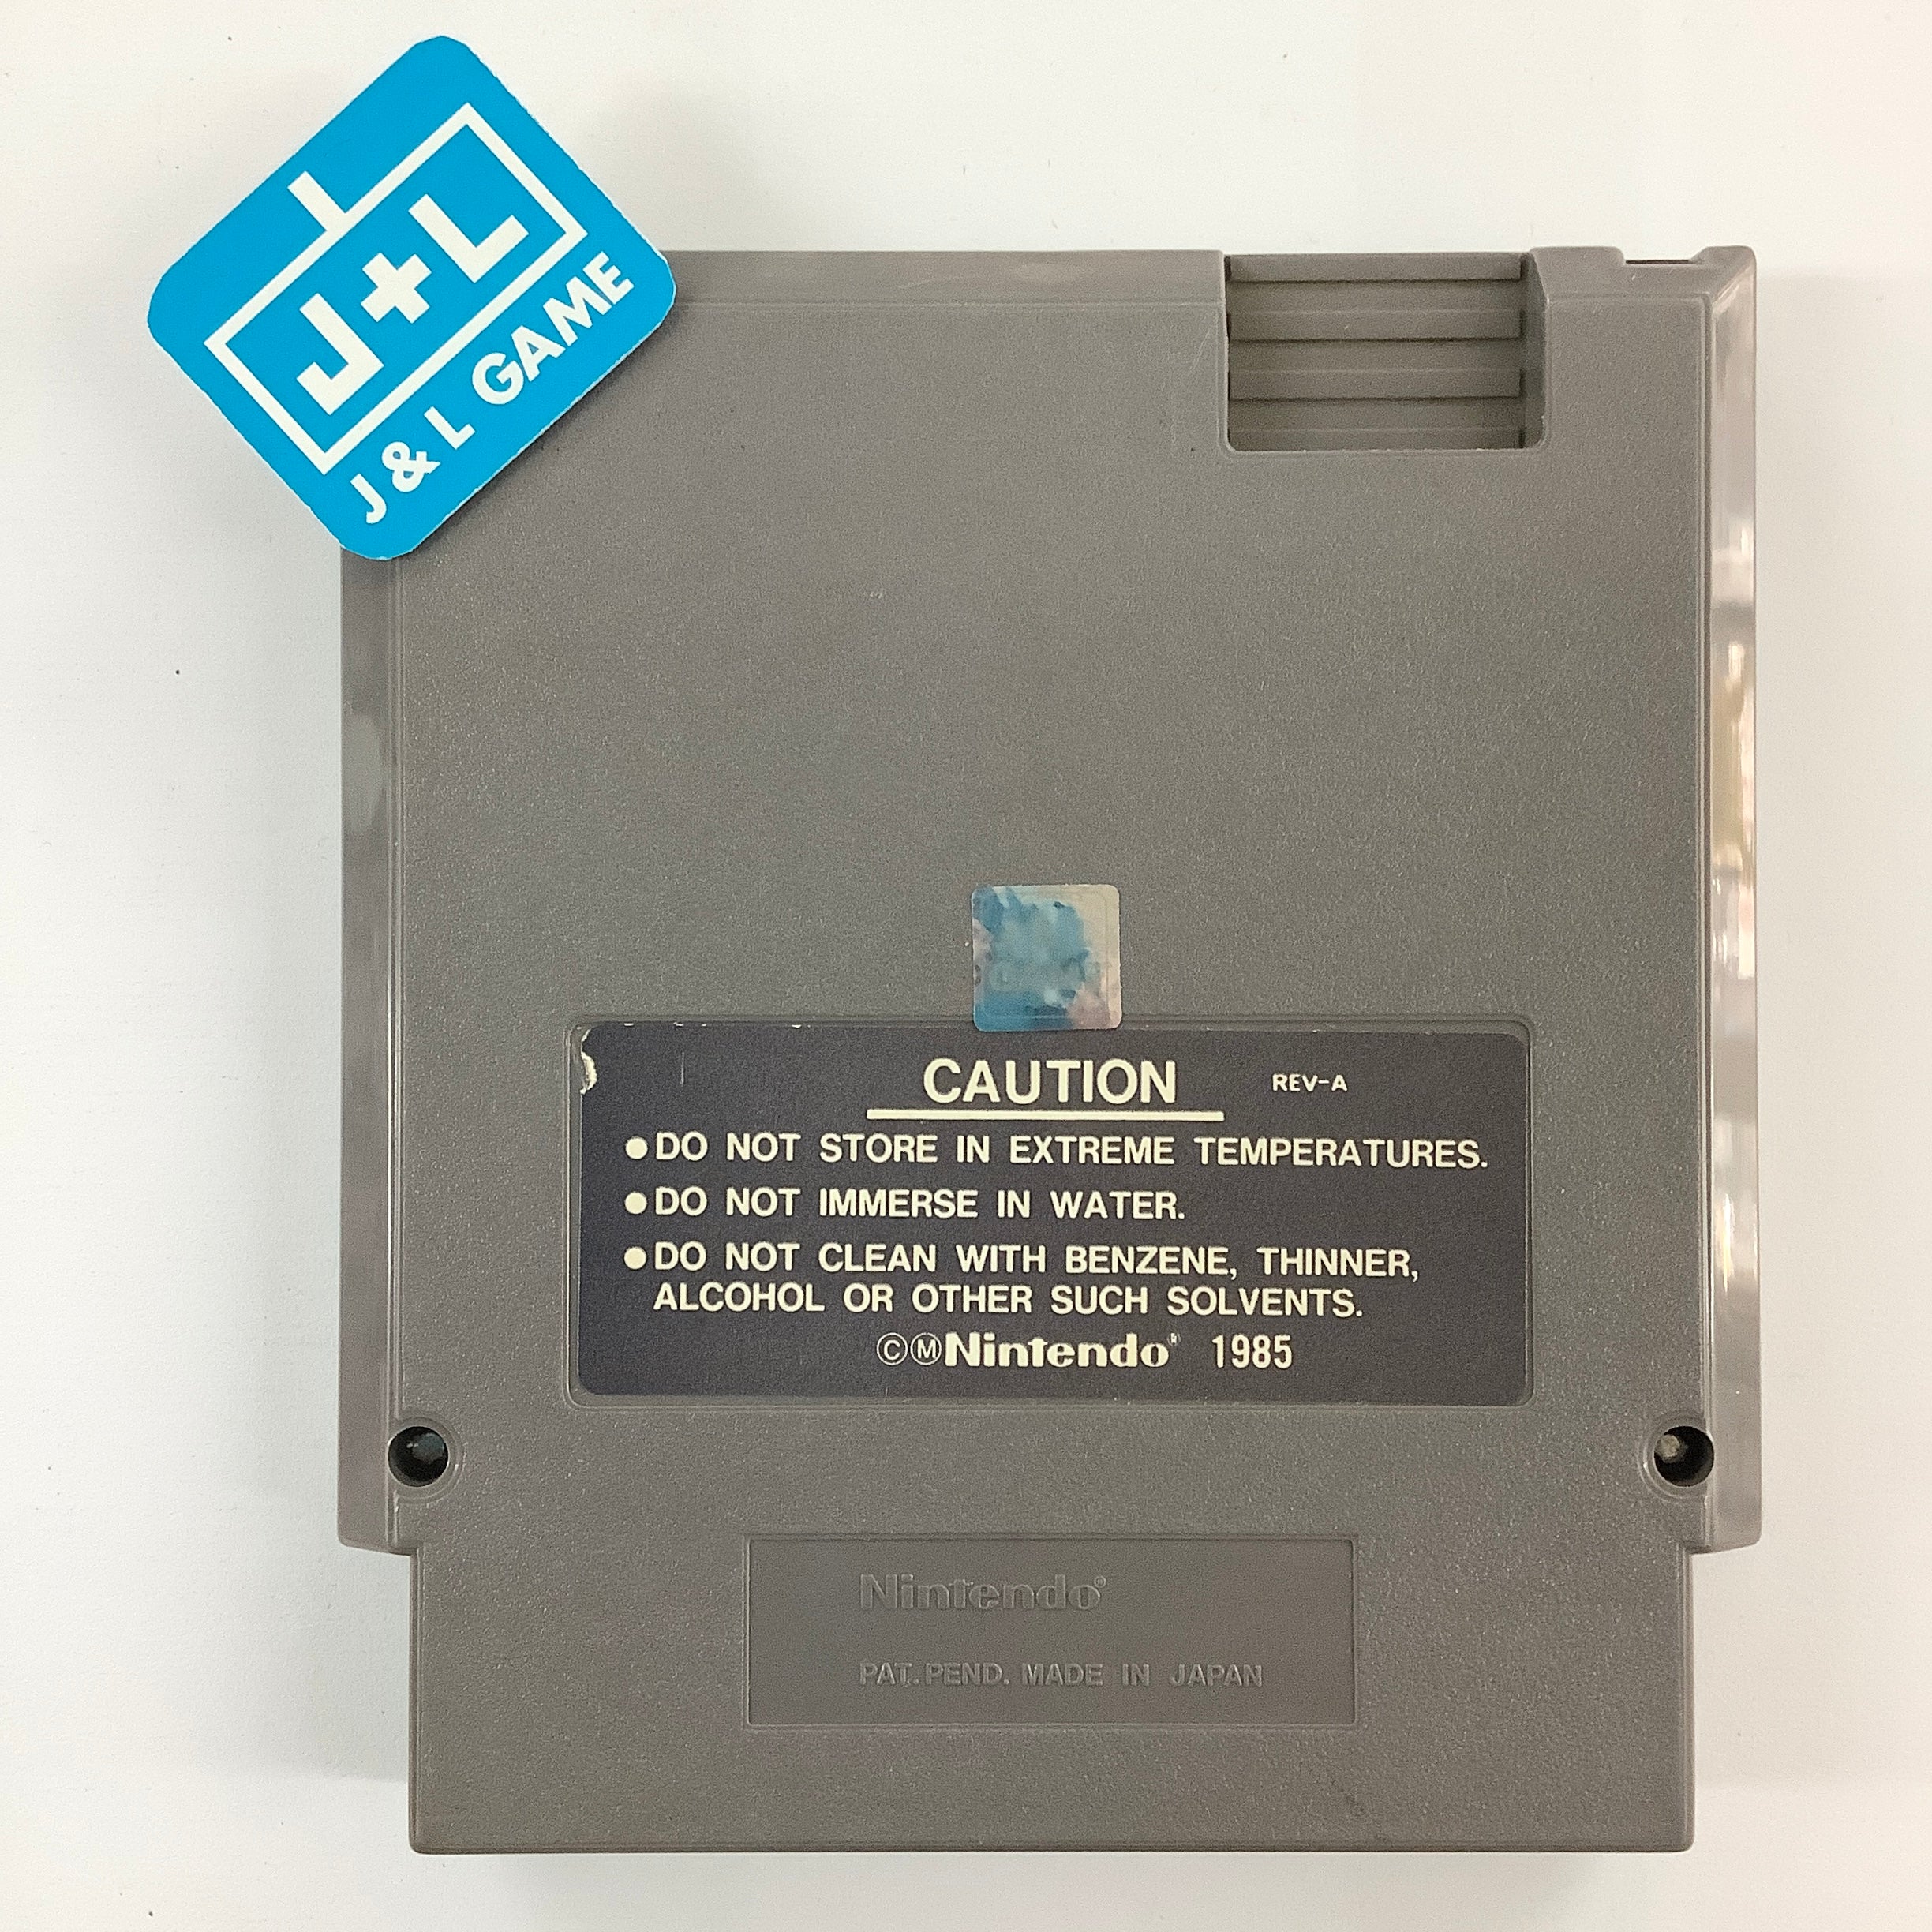 J+L
J & L GAME
CAUTION REV-A
●DO NOT STORE IN EXTREME TEMPERATURES.
●DO NOT IMMERSE IN WATER.
●DO NOT CLEAN WITH BENZENE, THINNER,
ALCOHOL OR OTHER SUCH SOLVENTS.
©Ⓜ Nintendo® 1985
Nintendo®
PAT. PEND. MADE IN JAPAN